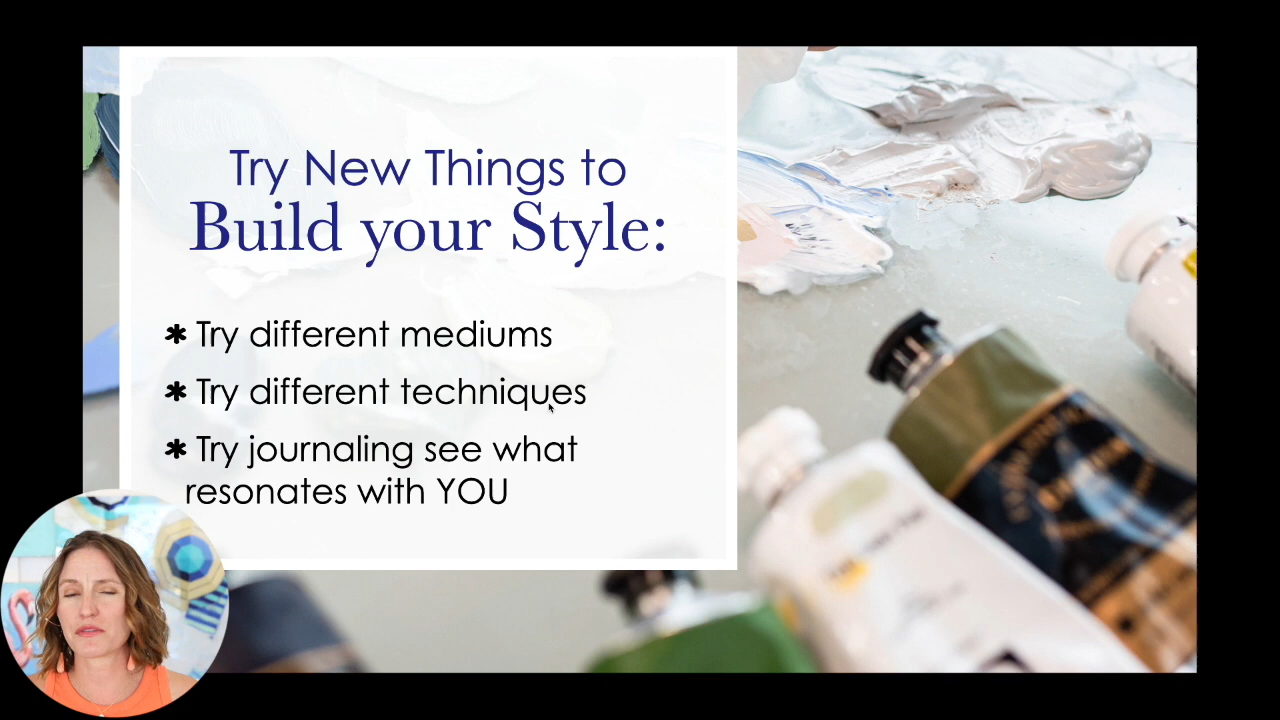 Try New Things to
Build your Style:
* Try different mediums
* Try different techniques
* Try journaling see what
resonates with YOU